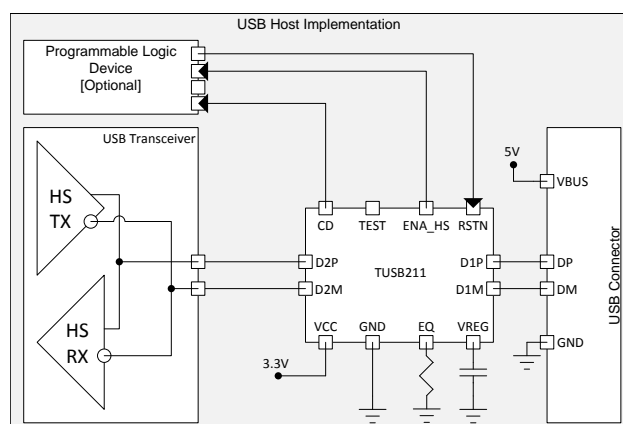 USB Host Implementation
Programmable Logic
Device
[Optional]
USB Transceiver
HS
TX
HS
RX
5V
VBUS
CD
TEST
ENA_HS
RSTN
D2P
TUSB211
D1P
DP
D2M
D1M
DM
USB Connector
VCC
GND
EQ
VREG
GND
3.3V